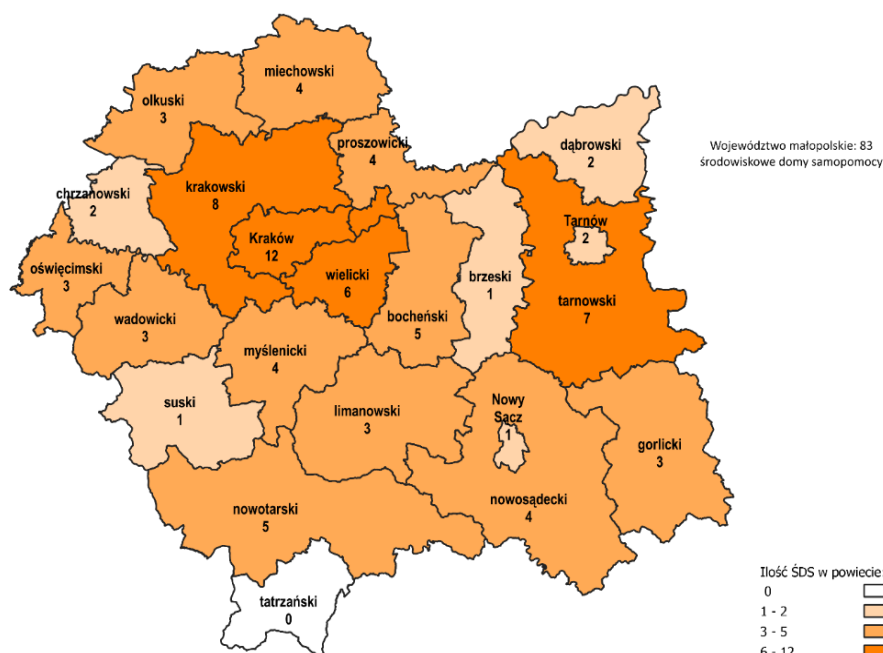 miechowski
4
olkuski
3
proszowicki
4
dąbrowski
2
Województwo małopolskie: 83
środowiskowe domy samopomocy
chrzanowski
2
krakowski
8
Tarnów
2
Kraków
12
oświęcimski
3
wielicki
6
brzeski
1
tarnowski
7
wadowicki
3
bocheński
5
myślenicki
4
suski
1
limanowski
3
Nowy
Sącz
1
gorlicki
3
nowotarski
5
nowosądecki
4
tatrzański
0
Ilość ŚDS w powiecie:
0
1 - 2
3 - 5
6 - 12